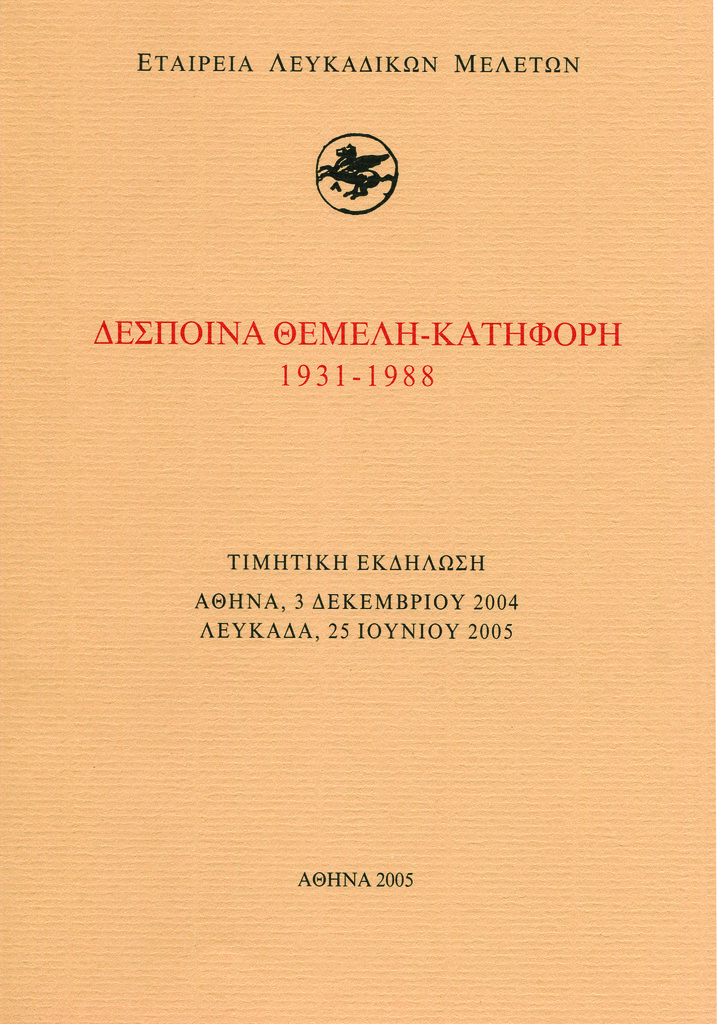 ΕΤΑΙΡΕΙΑ ΛΕΥΚΑΔΙΚΩΝ ΜΕΛΕΤΩΝ
Λ
ΔΕΣΠΟΙΝΑ ΘΕΜΕΛΗ-ΚΑΤΗΦΟΡΗ
1931-1988
ΤΙΜΗΤΙΚΗ ΕΚΔΗΛΩΣΗ
ΑΘΗΝΑ, 3 ΔΕΚΕΜΒΡΙΟΥ 2004
ΛΕΥΚΑΔΑ, 25 ΙΟΥΝΙΟΥ 2005
ΑΘΗΝΑ 2005